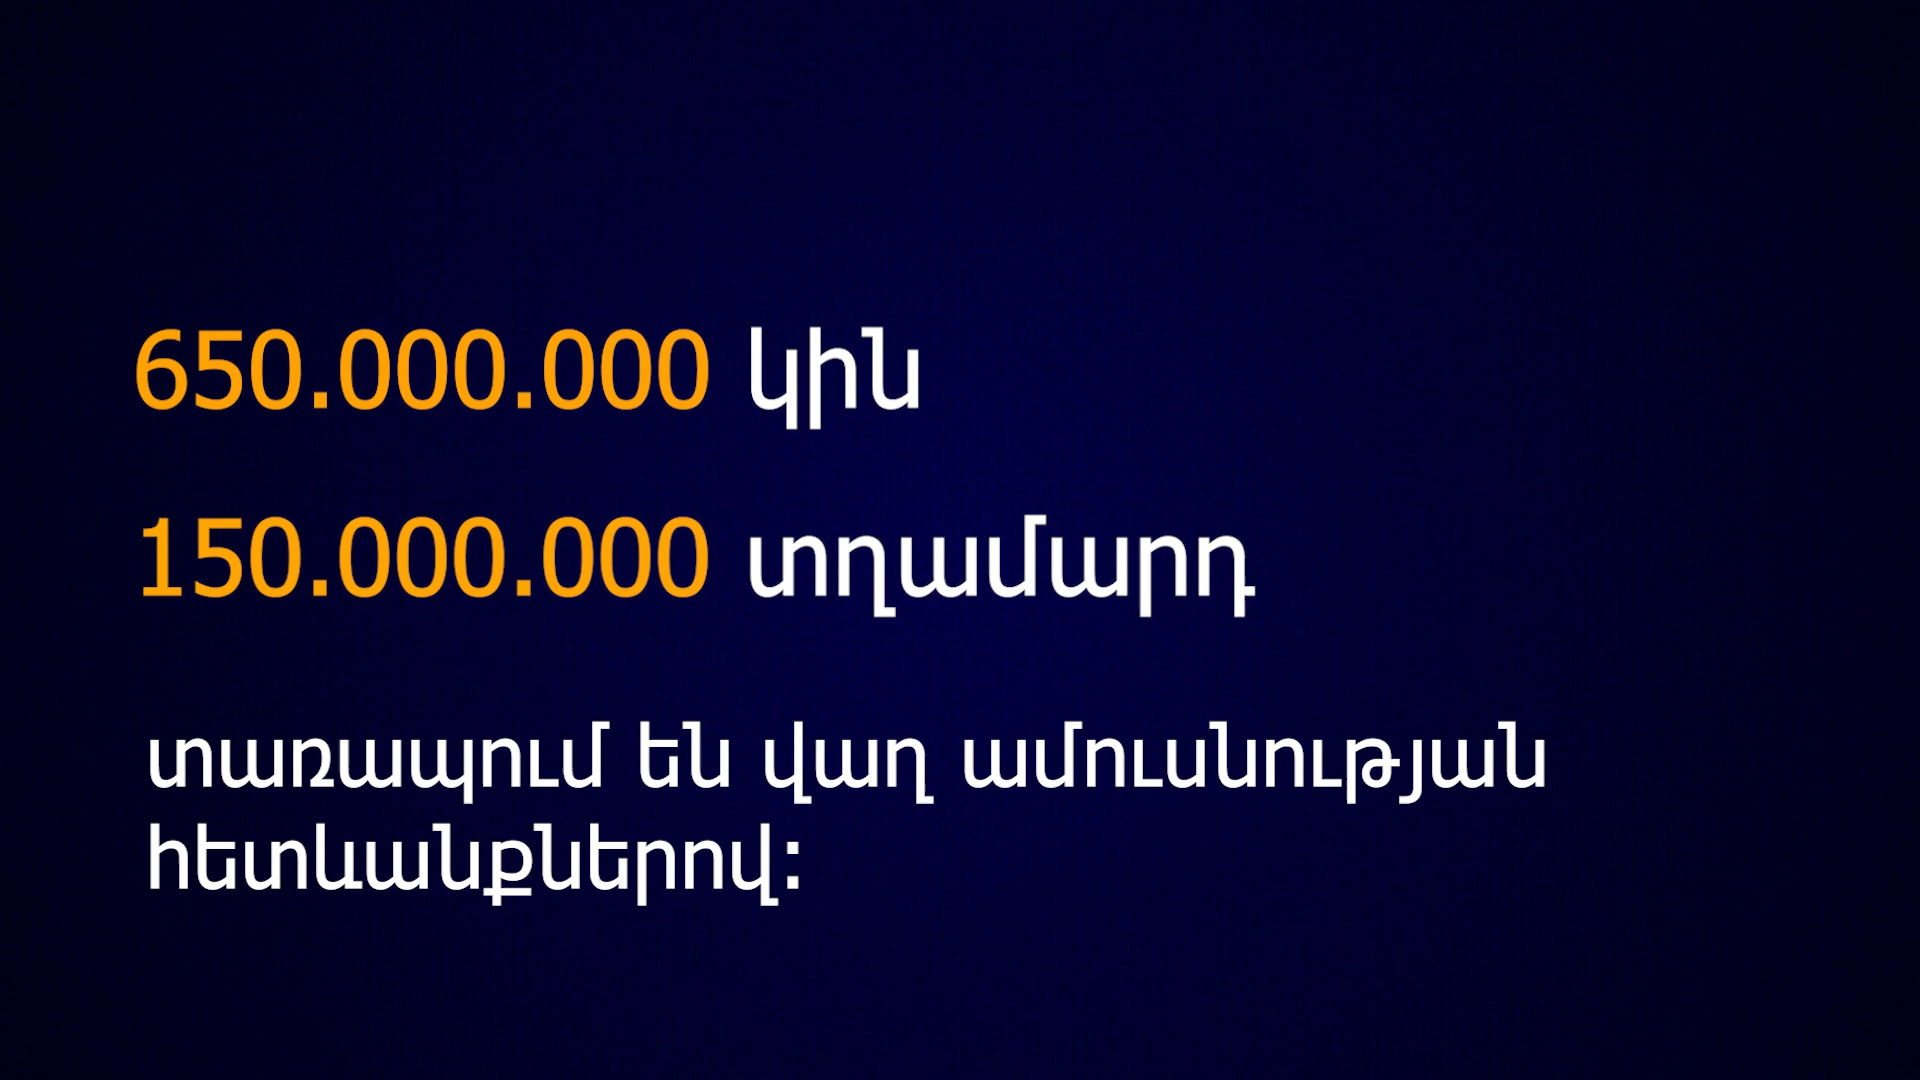 650.000.000 կին
150.000.000 տղամարդ
տառապում են վաղ ամուսնության
հետևանքներով: